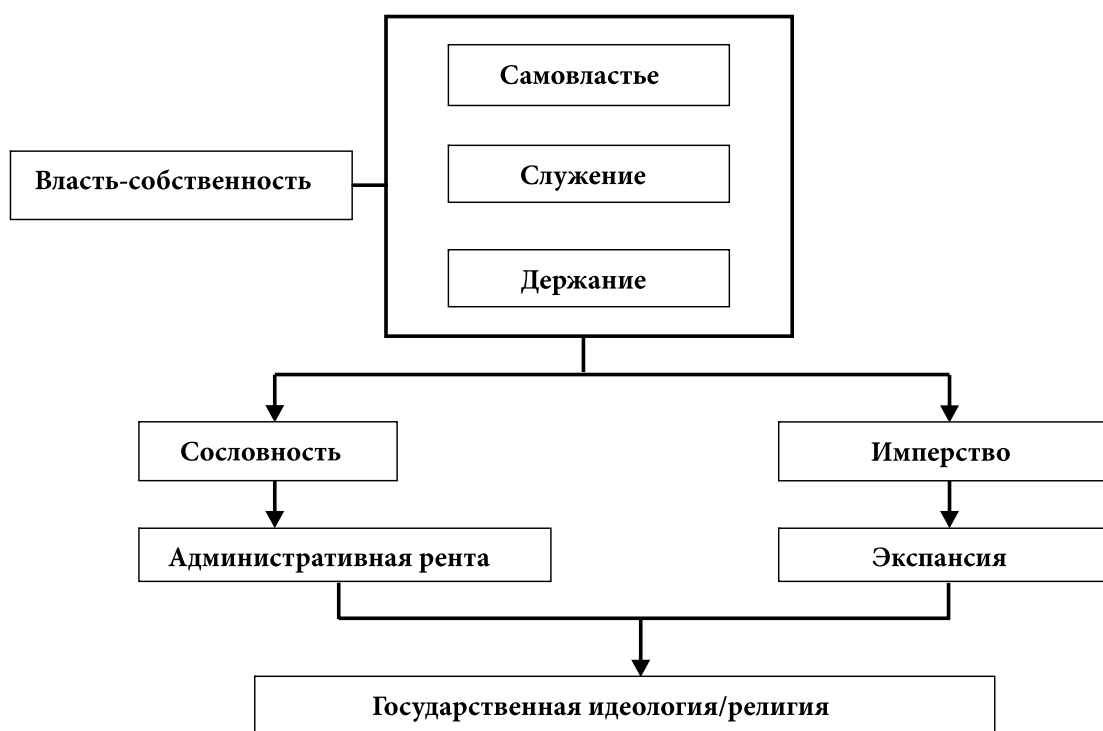 Самовластье
Власть-собственность
Служение
Держание
Сословность
Имперство
Административная рента
Экспансия
Государственная идеология/религия